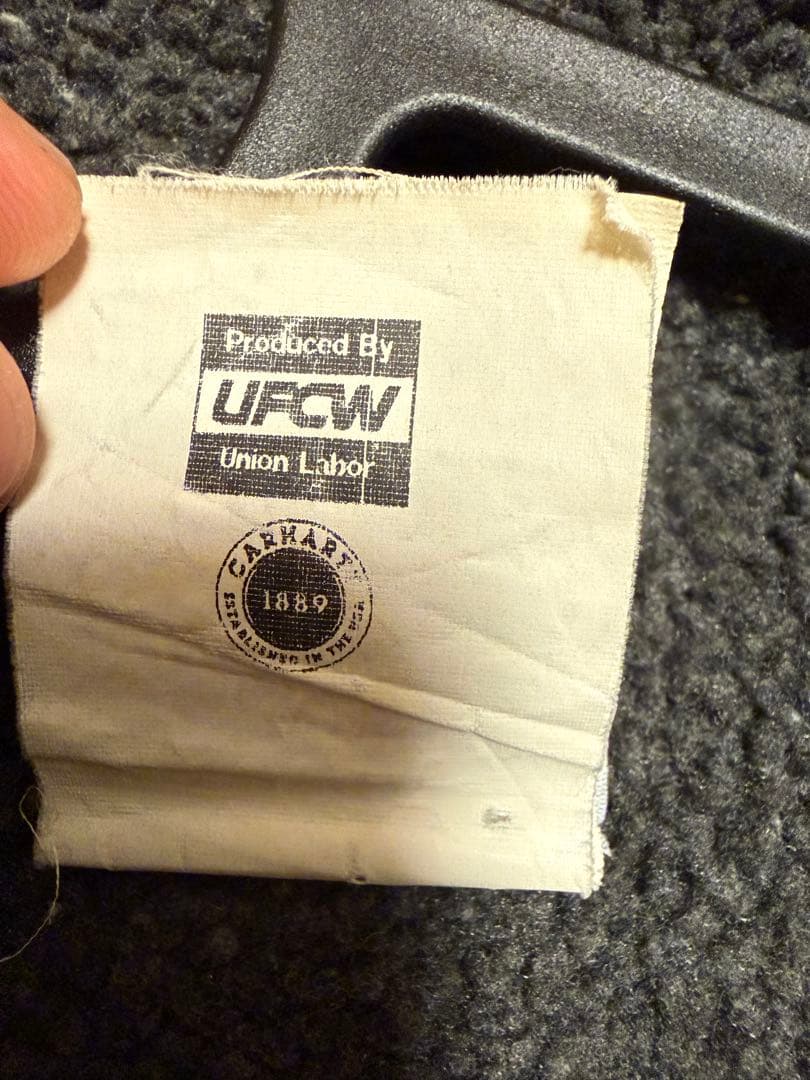 Produced By
UFCW
Union Labor
CARHARTT
1889
ESTABLISHED IN THE USA